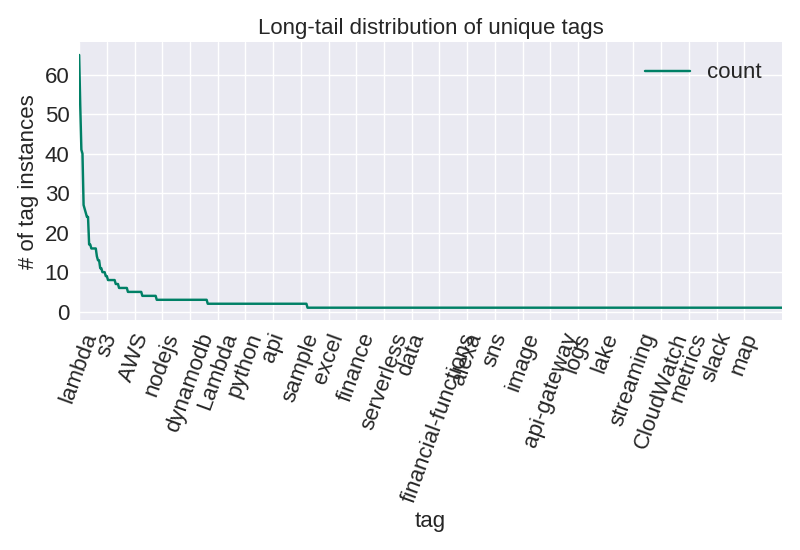 Long-tail distribution of unique tags
count
# of tag instances
60
50
40
30
20
10
0
lambda
s3
AWS
nodejs
dynamodb
Lambda
python
api
sample
excel
finance
serverless
data
financial-functions
alexa
sns
image
api-gateway
logs
lake
streaming
CloudWatch
metrics
slack
map
tag